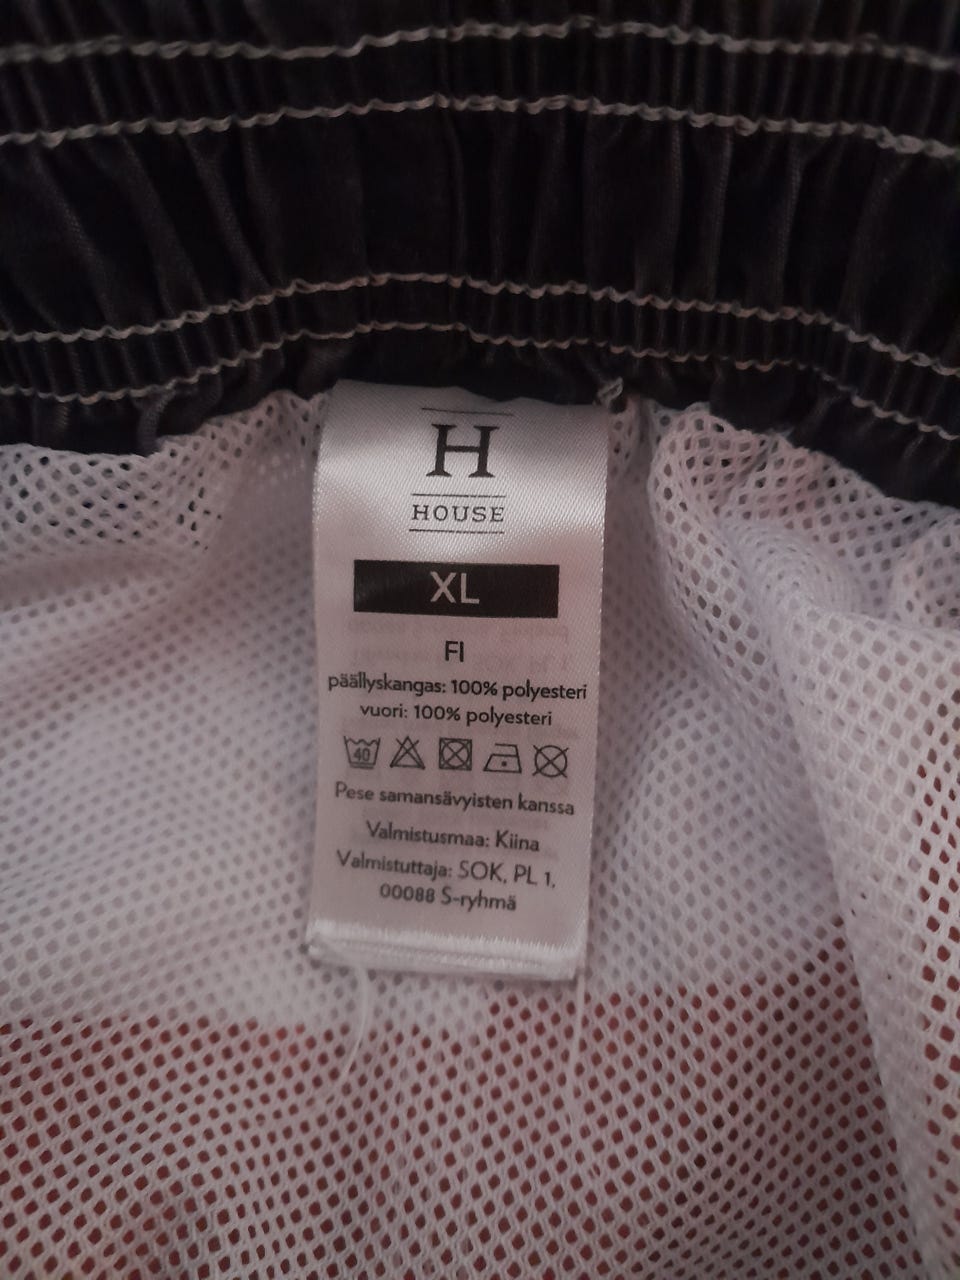 H
HOUSE
XL
FI
päällyskangas: 100% polyesteri
vuori: 100% polyesteri
40
Pese samansävyisten kanssa
Valmistusmaa: Kiina
Valmistuttaja: SOK, PL 1,
00088 S-ryhmä